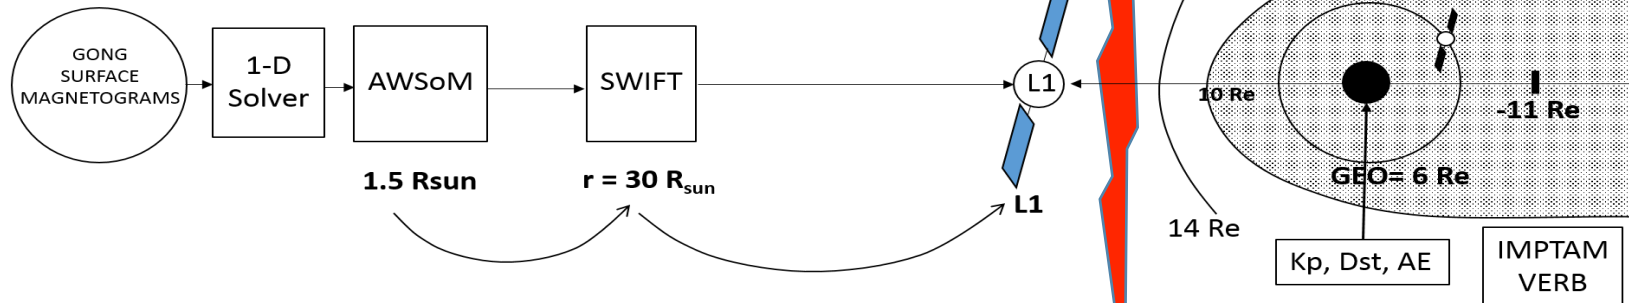 GONG
SURFACE
MAGNETOGRAMS
1-D
Solver
AWSoM
SWIFT
1.5 Rsun
r = 30 Rsun
L1
L1
10 Re
14 Re
-11 Re
GEO= 6 Re
Kp, Dst, AE
IMPTAM
VERB